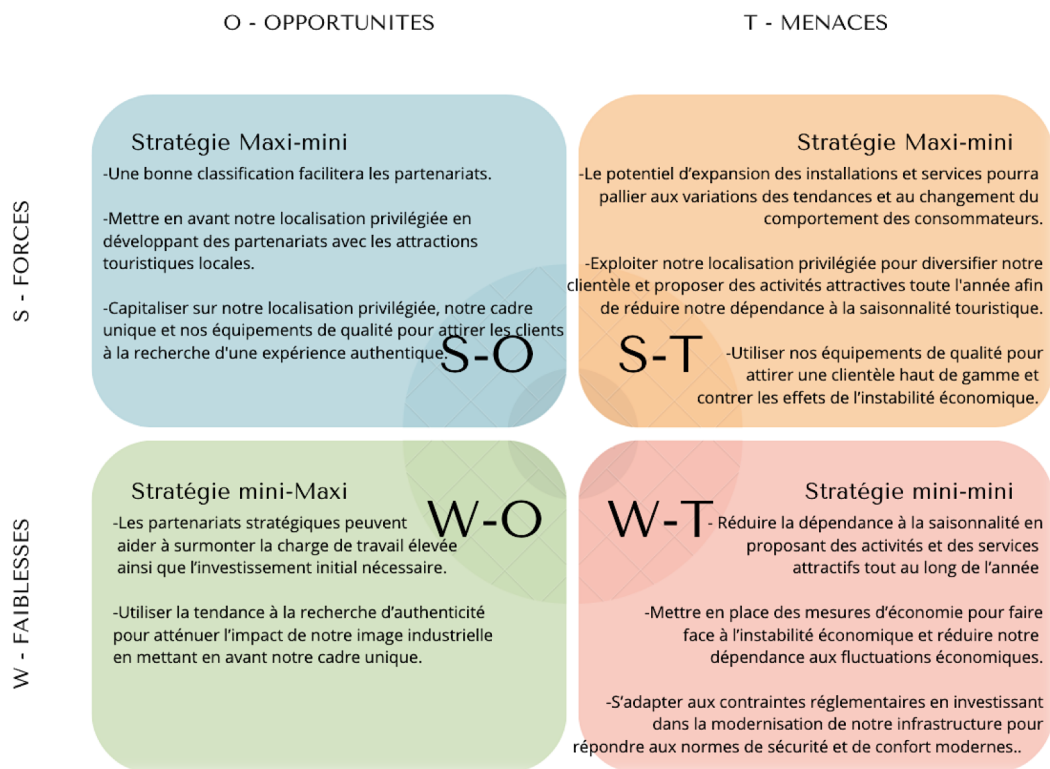 O - OPPORTUNITES
T - MENACES
S - FORCES
Stratégie Maxi-mini
-Une bonne classification facilitera les partenariats.
-Mettre en avant notre localisation privilégiée en
développant des partenariats avec les attractions
touristiques locales.
-Capitaliser sur notre localisation privilégiée, notre cadre
unique et nos équipements de qualité pour attirer les clients
à la recherche d'une expérience authentique.
S-O
Stratégie Maxi-mini
-Le potentiel d'expansion des installations et services pourra
pallier aux variations des tendances et au changement du
comportement des consommateurs.
-Exploiter notre localisation privilégiée pour diversifier notre
clientèle et proposer des activités attractives toute l'année afin
de réduire notre dépendance à la saisonnalité touristique.
S-T
-Utiliser nos équipements de qualité pour
attirer une clientèle haut de gamme et
contrer les effets de l'instabilité économique.
W - FAIBLESSES
Stratégie mini-Maxi
W-O
-Les partenariats stratégiques peuvent
aider à surmonter la charge de travail élevée
ainsi que l'investissement initial nécessaire.
-Utiliser la tendance à la recherche d'authenticité
pour atténuer l'impact de notre image industrielle
en mettant en avant notre cadre unique.
Stratégie mini-mini
W-T
- Réduire la dépendance à la saisonnalité en
proposant des activités et des services
attractifs tout au long de l'année
-Mettre en place des mesures d'économie pour faire
face à l'instabilité économique et réduire notre
dépendance aux fluctuations économiques.
-S'adapter aux contraintes réglementaires en investissant
dans la modernisation de notre infrastructure pour
répondre aux normes de sécurité et de confort modernes..